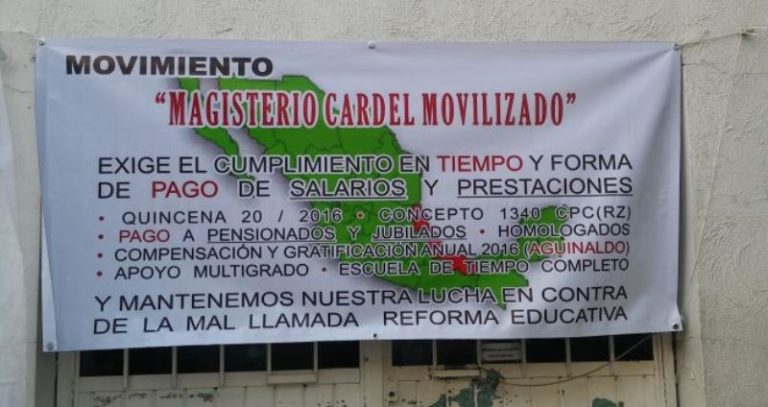 MOVIMIENTO
“MAGISTERIO CARDEL MOVILIZADO”
EXIGE EL CUMPLIMIENTO EN TIEMPO Y FORMA
DE PAGO DE SALARIOS Y PRESTACIONES
• QUINCENA 20 / 2016 • CONCEPTO 1340 CPC(RZ)
• PAGO A PENSIONADOS Y JUBILADOS • HOMOLOGADOS
• COMPENSACIÓN Y GRATIFICACIÓN ANUAL 2016 (AGUINALDO)
• APOYO MULTIGRADO • ESCUELA DE TIEMPO COMPLETO
Y MANTENEMOS NUESTRA LUCHA EN CONTRA
DE LA MAL LLAMADA REFORMA EDUCATIVA